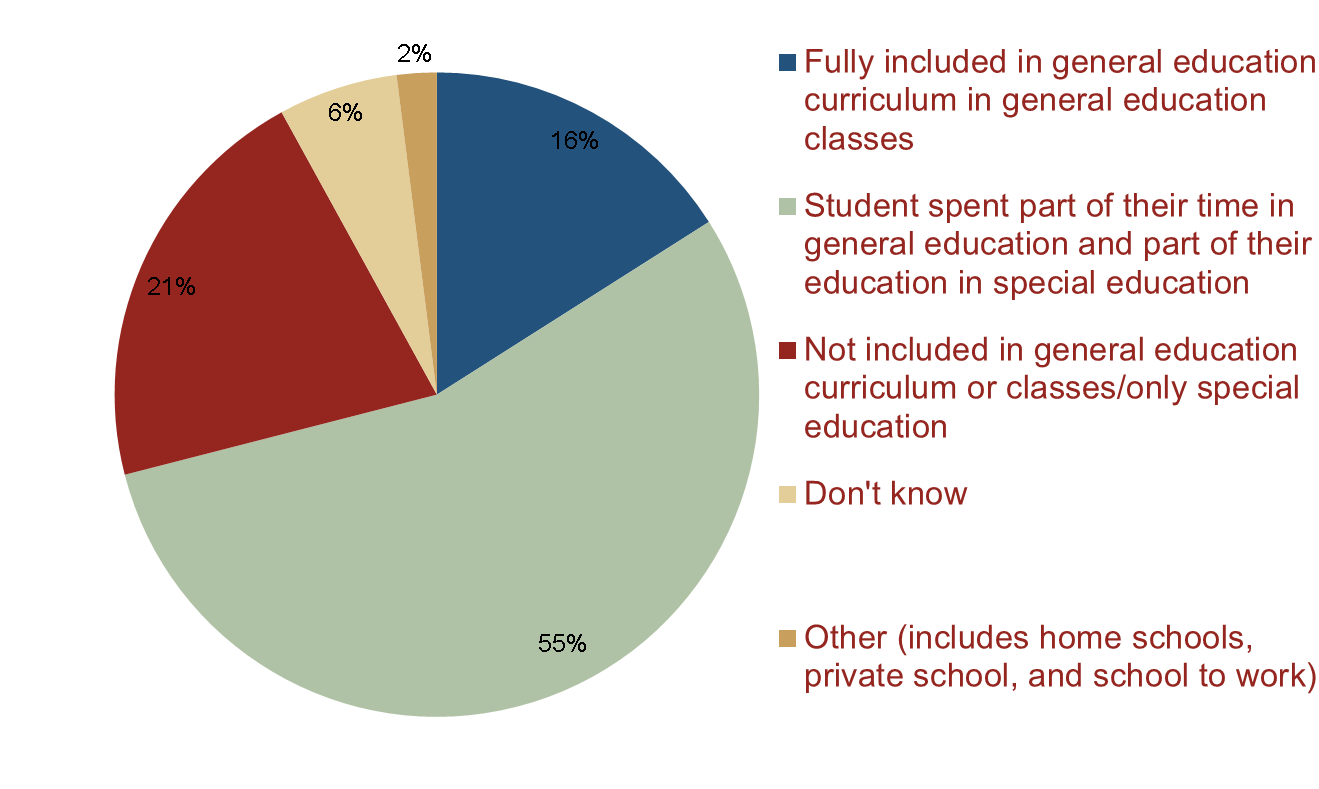 2%
6%
16%
21%
55%
Fully included in general education
curriculum in general education
classes
Student spent part of their time in
general education and part of their
education in special education
Not included in general education
curriculum or classes/only special
education
Don't know
Other (includes home schools,
private school, and school to work)